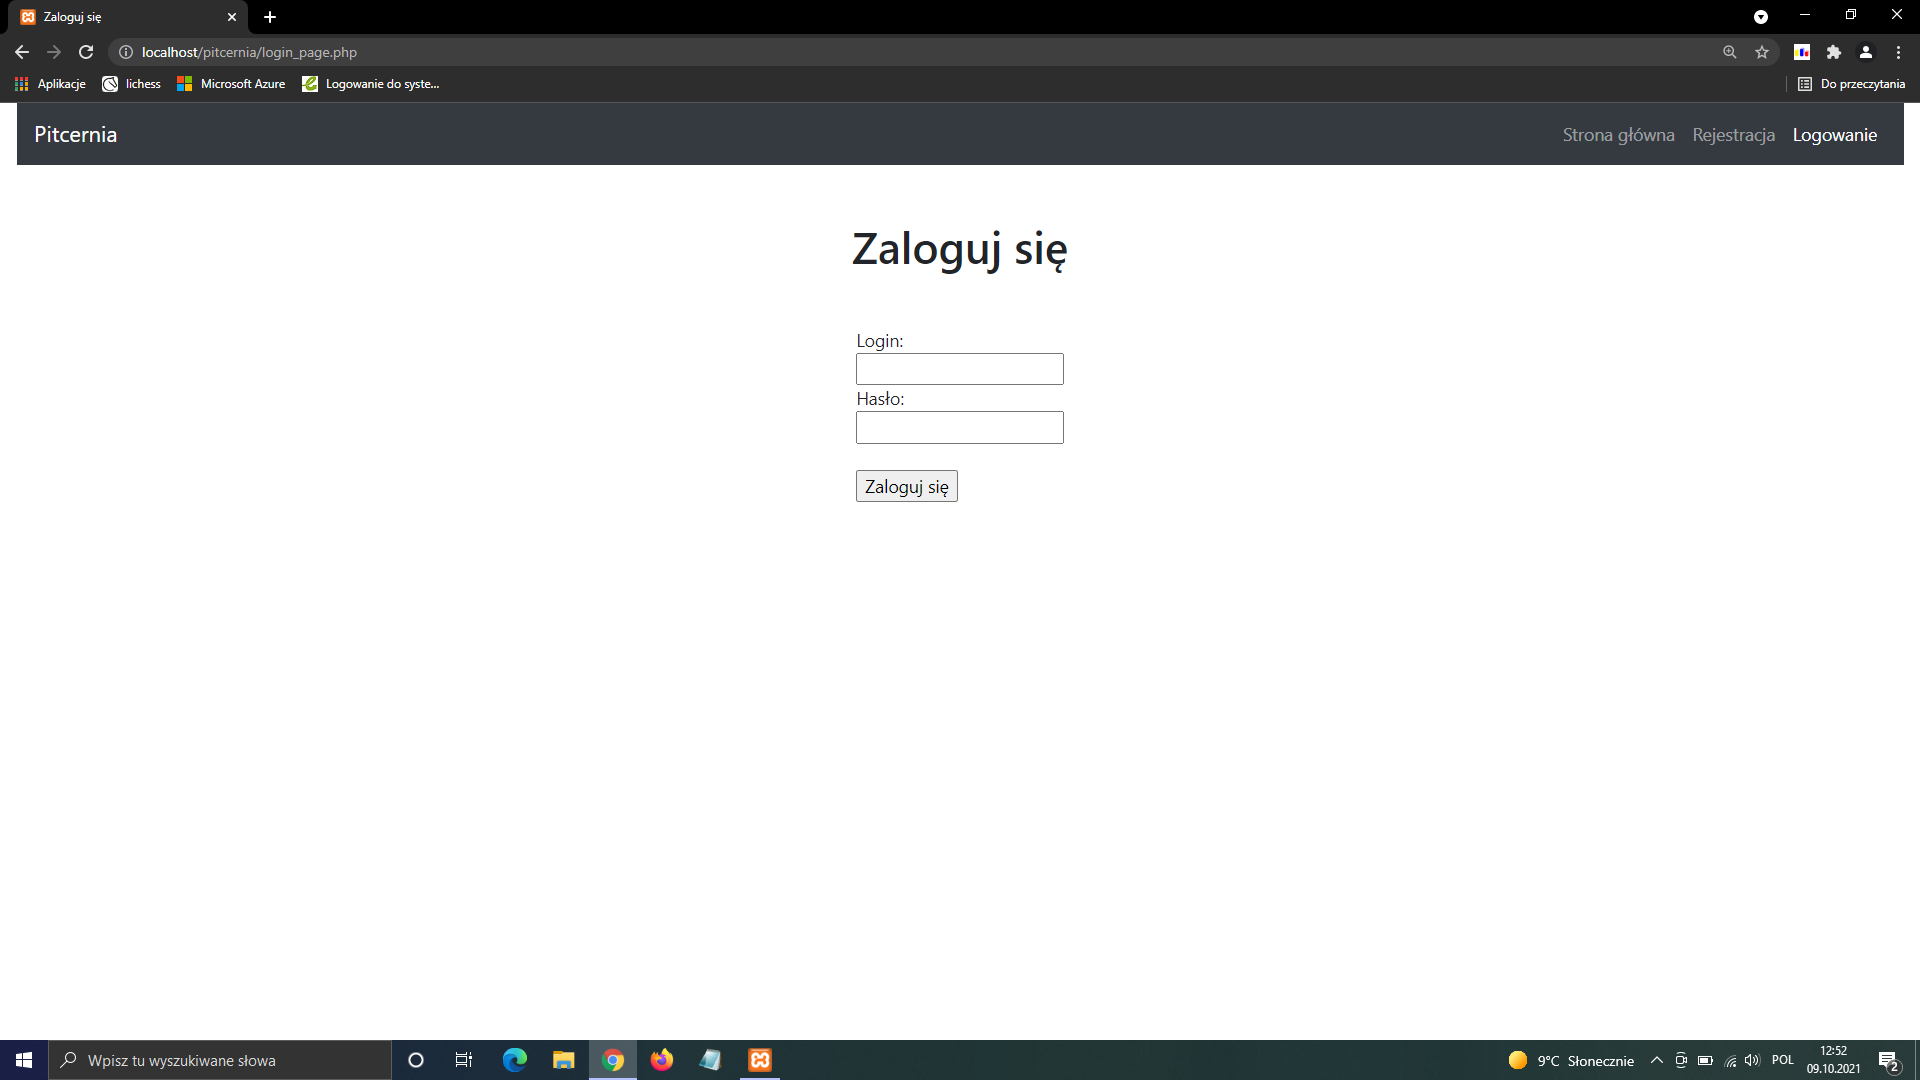 Zaloguj się
localhost/pitcernia/login_page.php
Aplikacje lichess Microsoft Azure Logowanie do syste... Do przeczytania
Pitcernia Strona główna Rejestracja Logowanie
Zaloguj się
Login:
Hasło:
Zaloguj się
Wpisz tu wyszukiwane słowa 9°C Słonecznie POL 12:52
09.10.2021 2